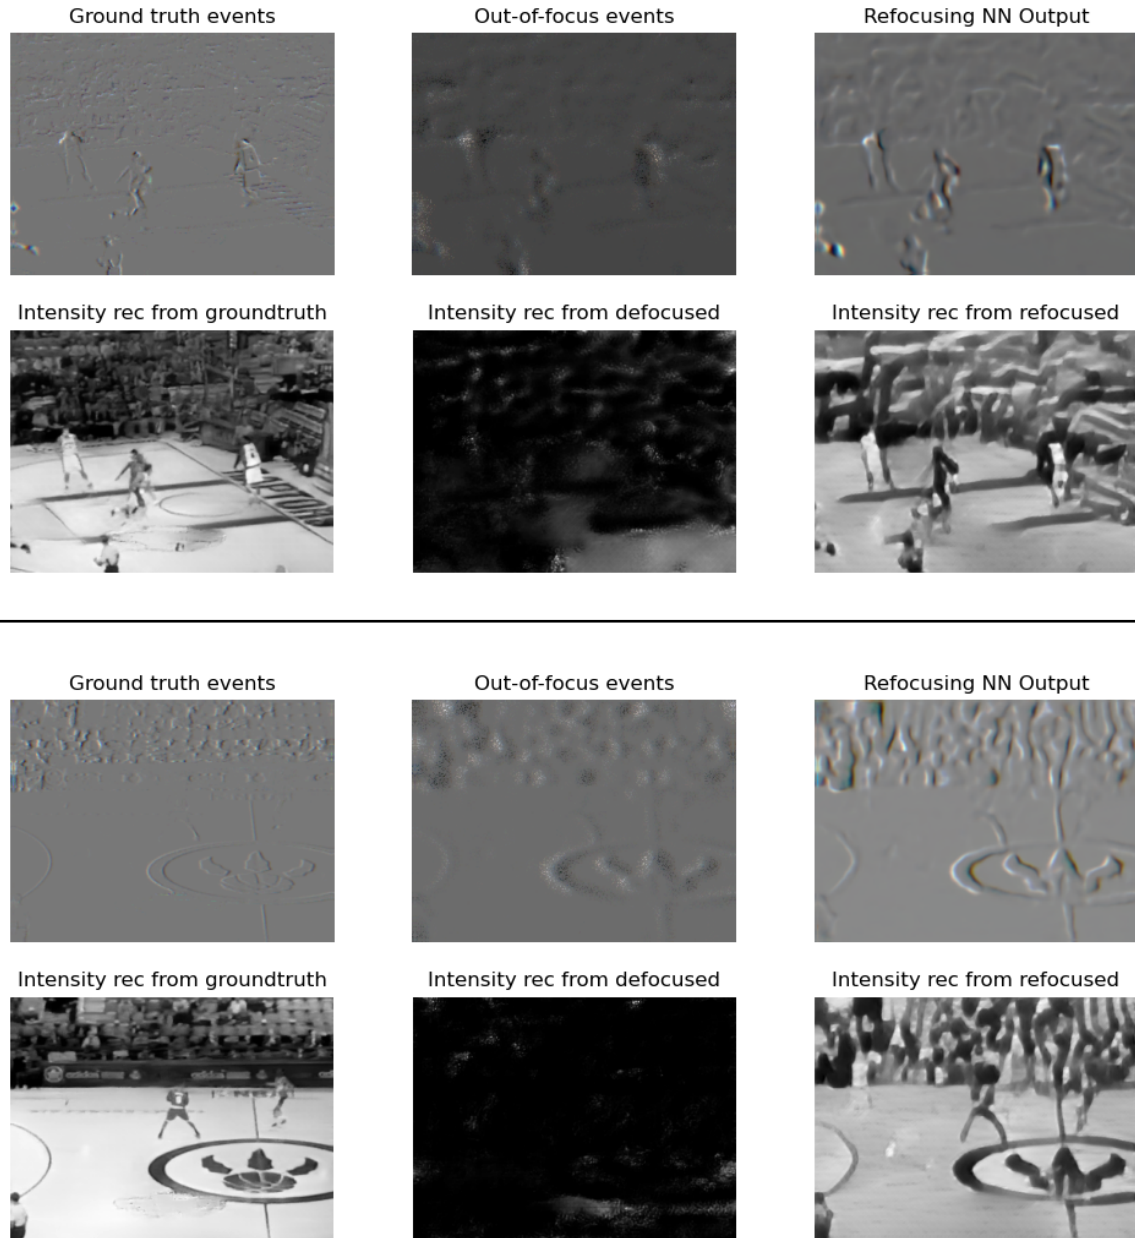 Ground truth events
Out-of-focus events
Refocusing NN Output
Intensity rec from groundtruth
Intensity rec from defocused
Intensity rec from refocused
Ground truth events
Out-of-focus events
Refocusing NN Output
Intensity rec from groundtruth
Intensity rec from defocused
Intensity rec from refocused
adidas